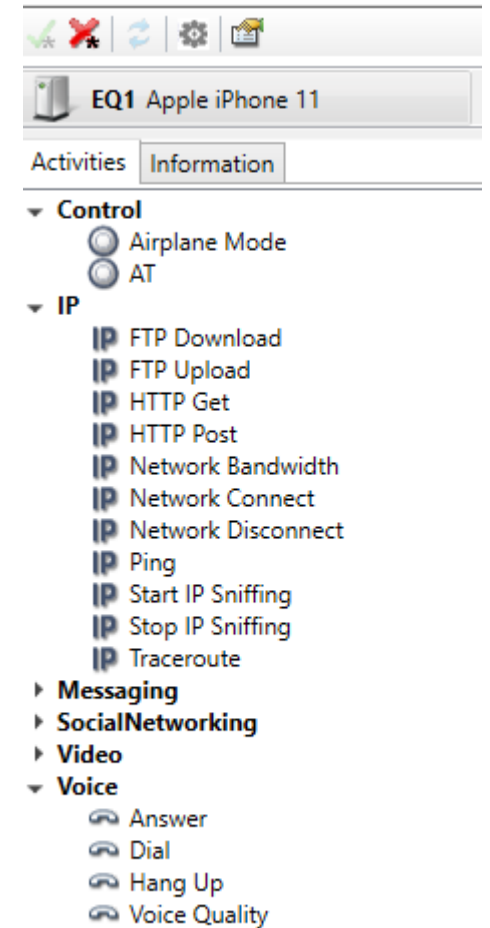 EQ1 Apple iPhone 11
Activities Information
Control
Airplane Mode
AT
IP
IP FTP Download
IP FTP Upload
IP HTTP Get
IP HTTP Post
IP Network Bandwidth
IP Network Connect
IP Network Disconnect
IP Ping
IP Start IP Sniffing
IP Stop IP Sniffing
IP Traceroute
Messaging
SocialNetworking
Video
Voice
Answer
Dial
Hang Up
Voice Quality